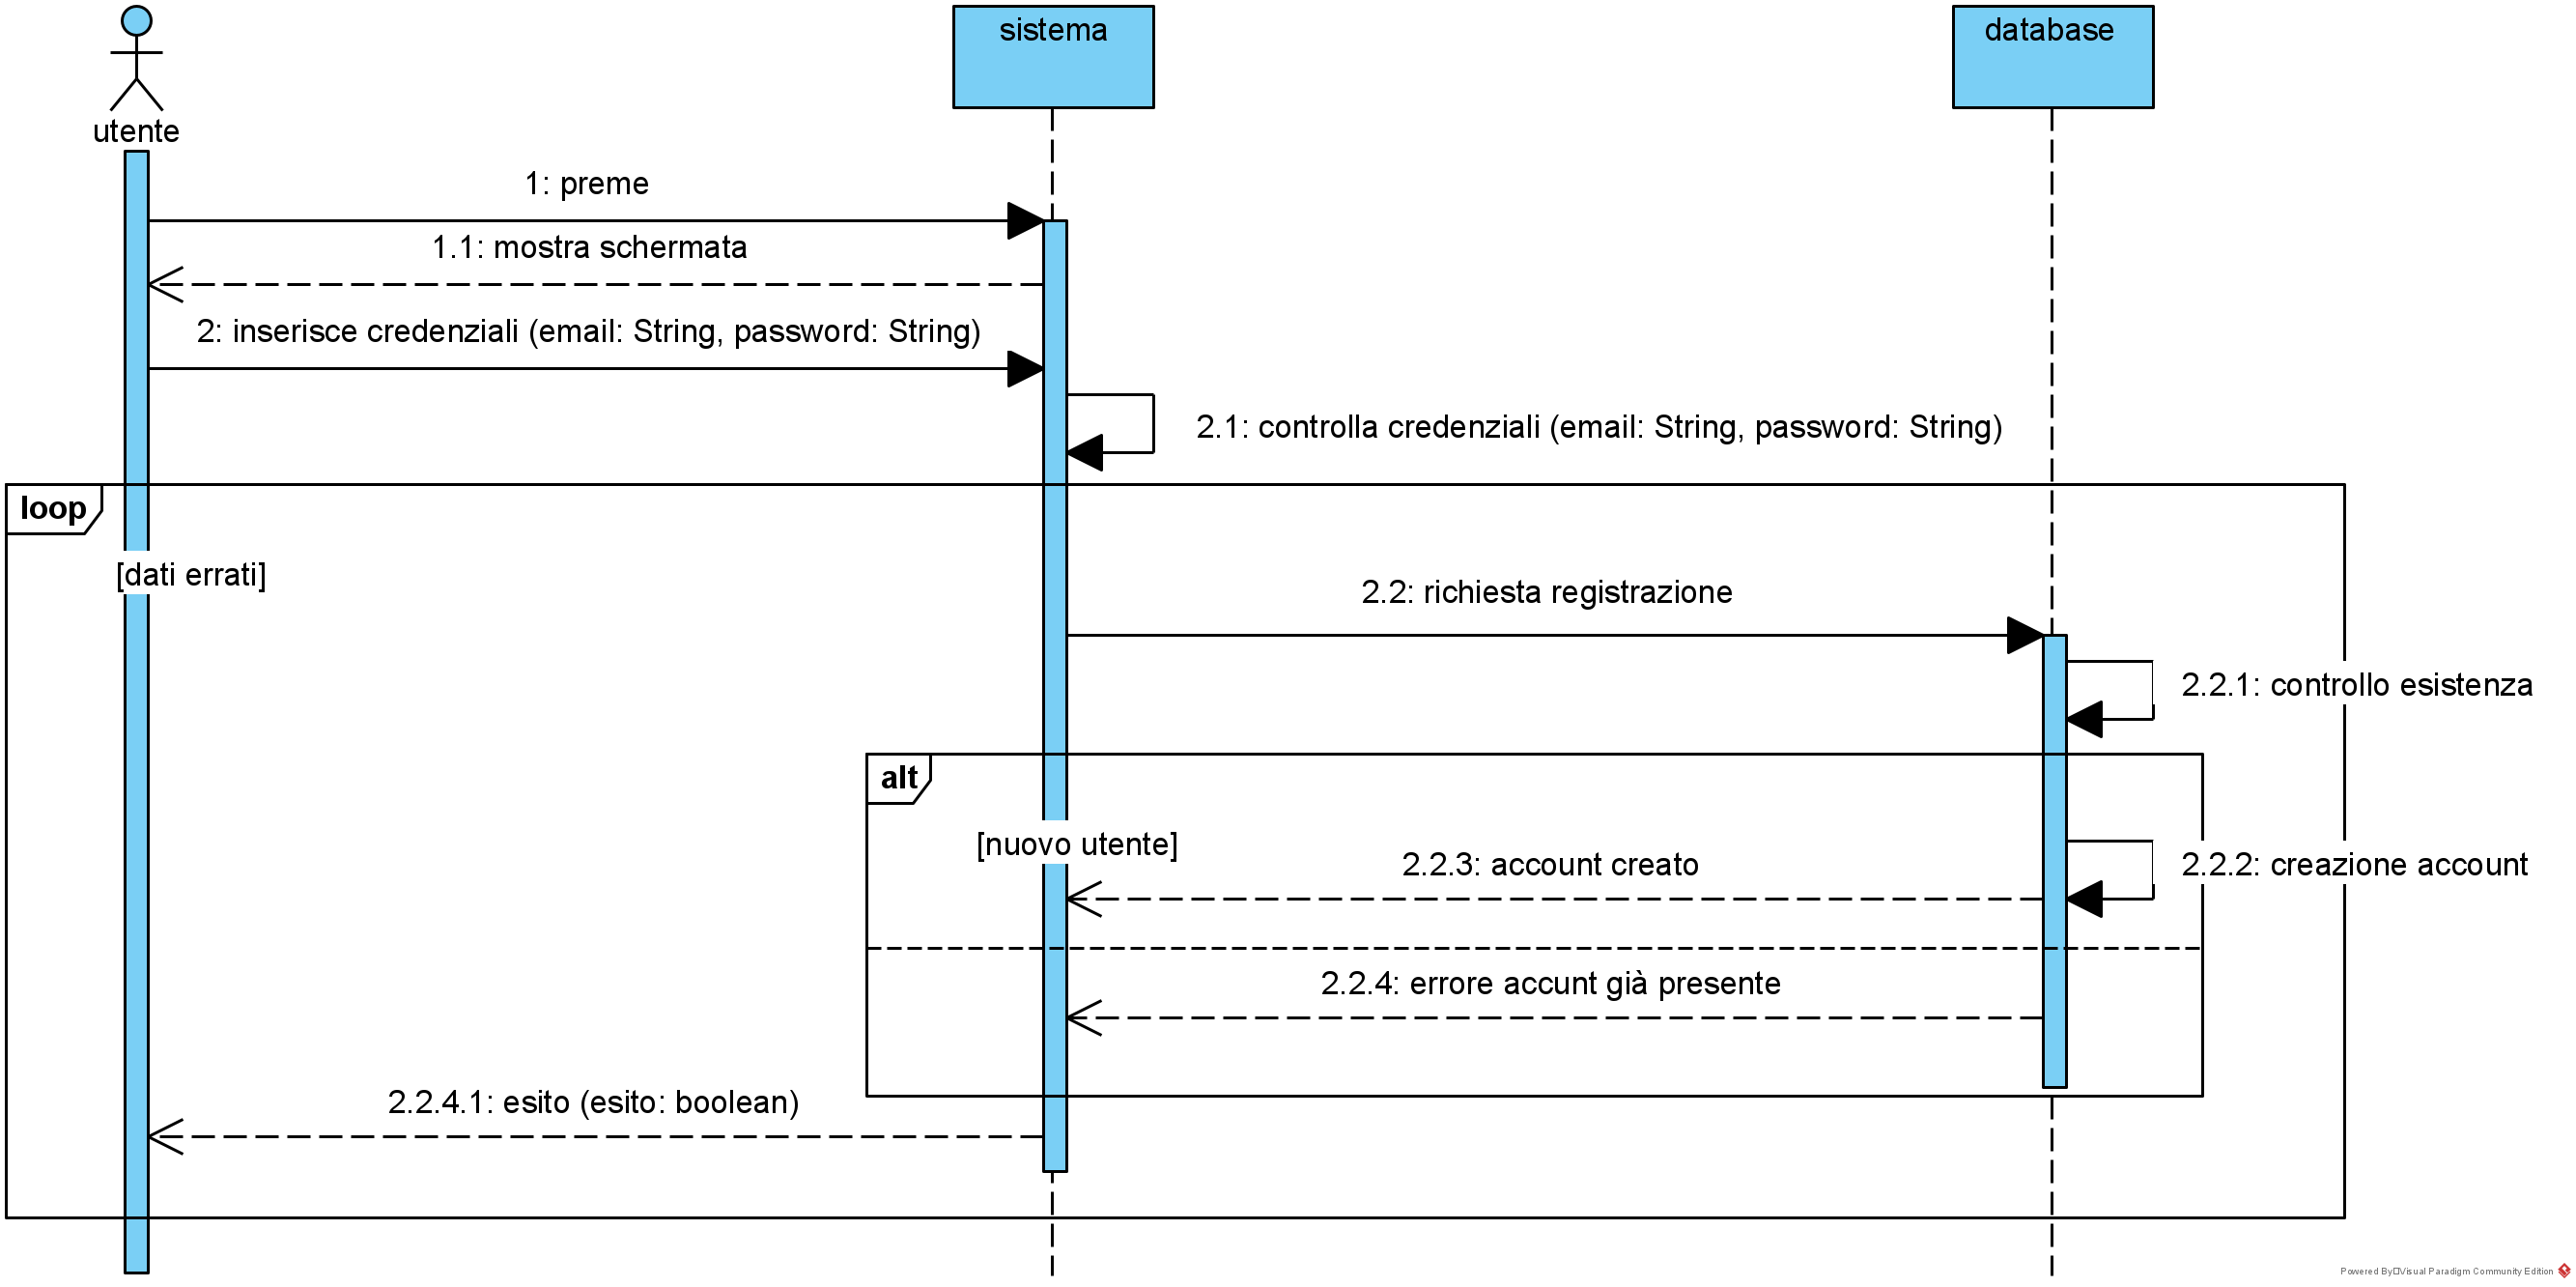 utente
sistema
database
1: preme
1.1: mostra schermata
2: inserisce credenziali (email: String, password: String)
2.1: controlla credenziali (email: String, password: String)
loop
[dati errati]
2.2: richiesta registrazione
2.2.1: controllo esistenza
alt
[nuovo utente]
2.2.3: account creato
2.2.2: creazione account
2.2.4: errore accunt già presente
2.2.4.1: esito (esito: boolean)
Powered By Visual Paradigm Community Edition